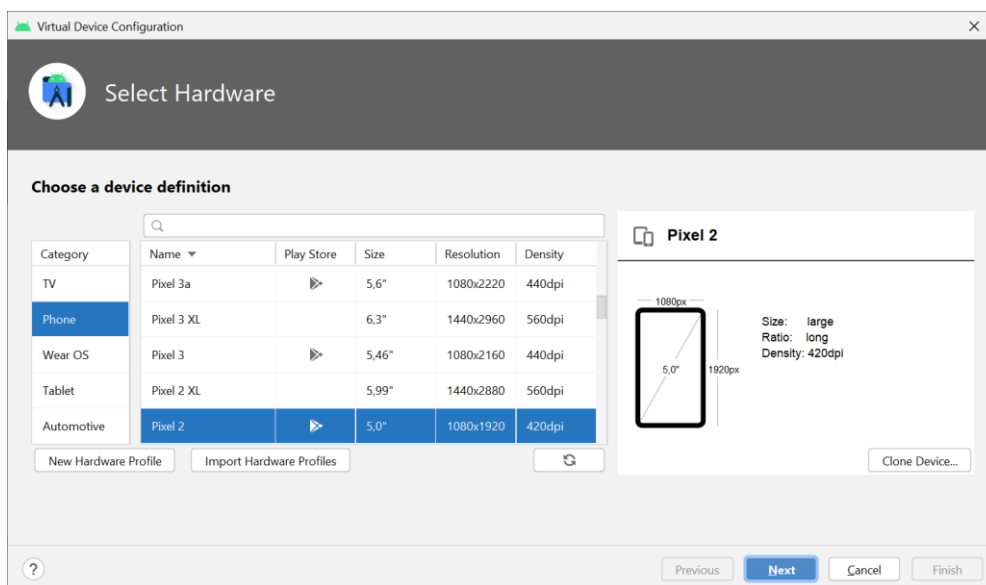 Virtual Device Configuration
Select Hardware
Choose a device definition
Category
TV
Phone
Wear OS
Tablet
Automotive
Name Play Store Size Resolution Density
Pixel 3a 5,6" 1080x2220 440dpi
Pixel 3 XL 6,3" 1440x2960 560dpi
Pixel 3 5,46" 1080x2160 440dpi
Pixel 2 XL 5,99" 1440x2880 560dpi
Pixel 2 5,0" 1080x1920 420dpi
New Hardware Profile Import Hardware Profiles
Pixel 2
1080px
5,0"
1920px
Size: large
Ratio: long
Density: 420dpi
Clone Device...
? Previous Next Cancel Finish